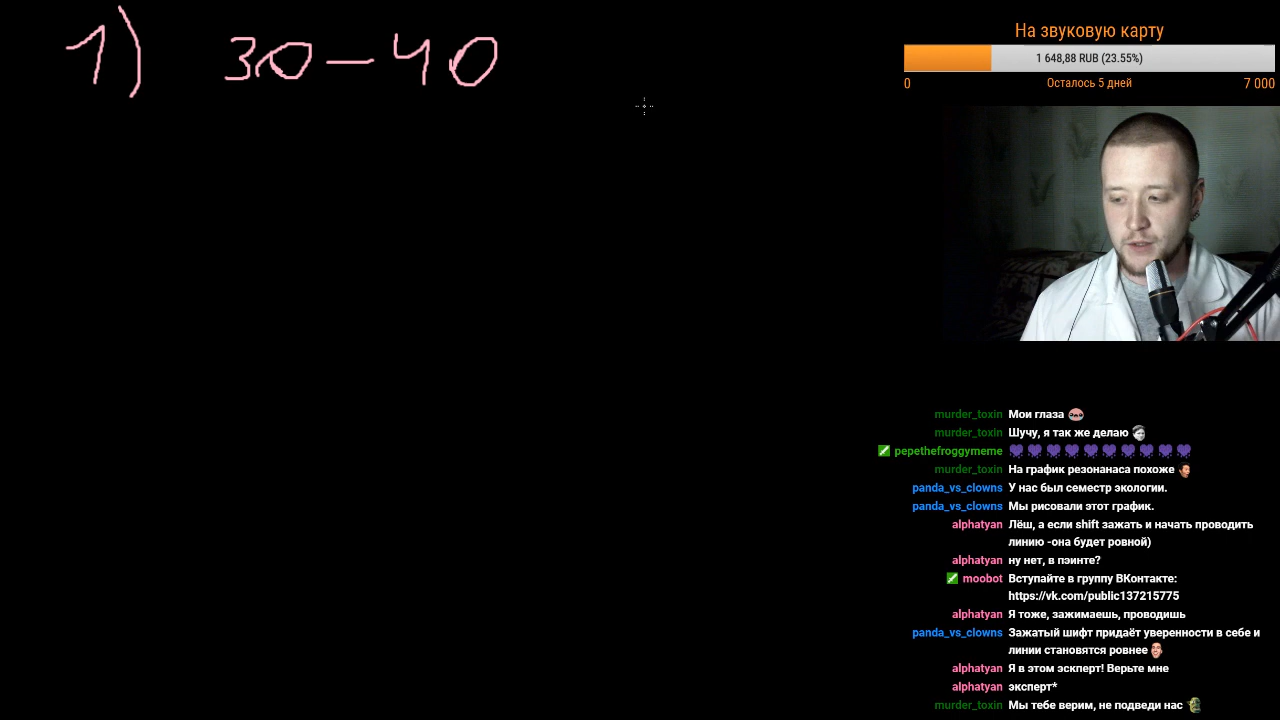 1) 30-40
На звуковую карту
1 648,88 RUB (23.55%)
0 Осталось 5 дней 7 000
murder_toxin Мои глаза
murder_toxin Шучу, я так же делаю
pepethefroggymeme
murder_toxin На график резонанаса похоже
panda_vs_clowns У нас был семестр экологии.
panda_vs_clowns Мы рисовали этот график.
alphatyan Лёш, а если shift зажать и начать проводить
линию -она будет ровной)
alphatyan ну нет, в пэинте?
moobot Вступайте в группу ВКонтакте:
https://vk.com/public137215775
alphatyan Я тоже, зажимаешь, проводишь
panda_vs_clowns Зажатый шифт придаёт уверенности в себе и
линии становятся ровнее
alphatyan Я в этом эскперт! Верьте мне
alphatyan эксперт*
murder_toxin Мы тебе верим, не подведи нас